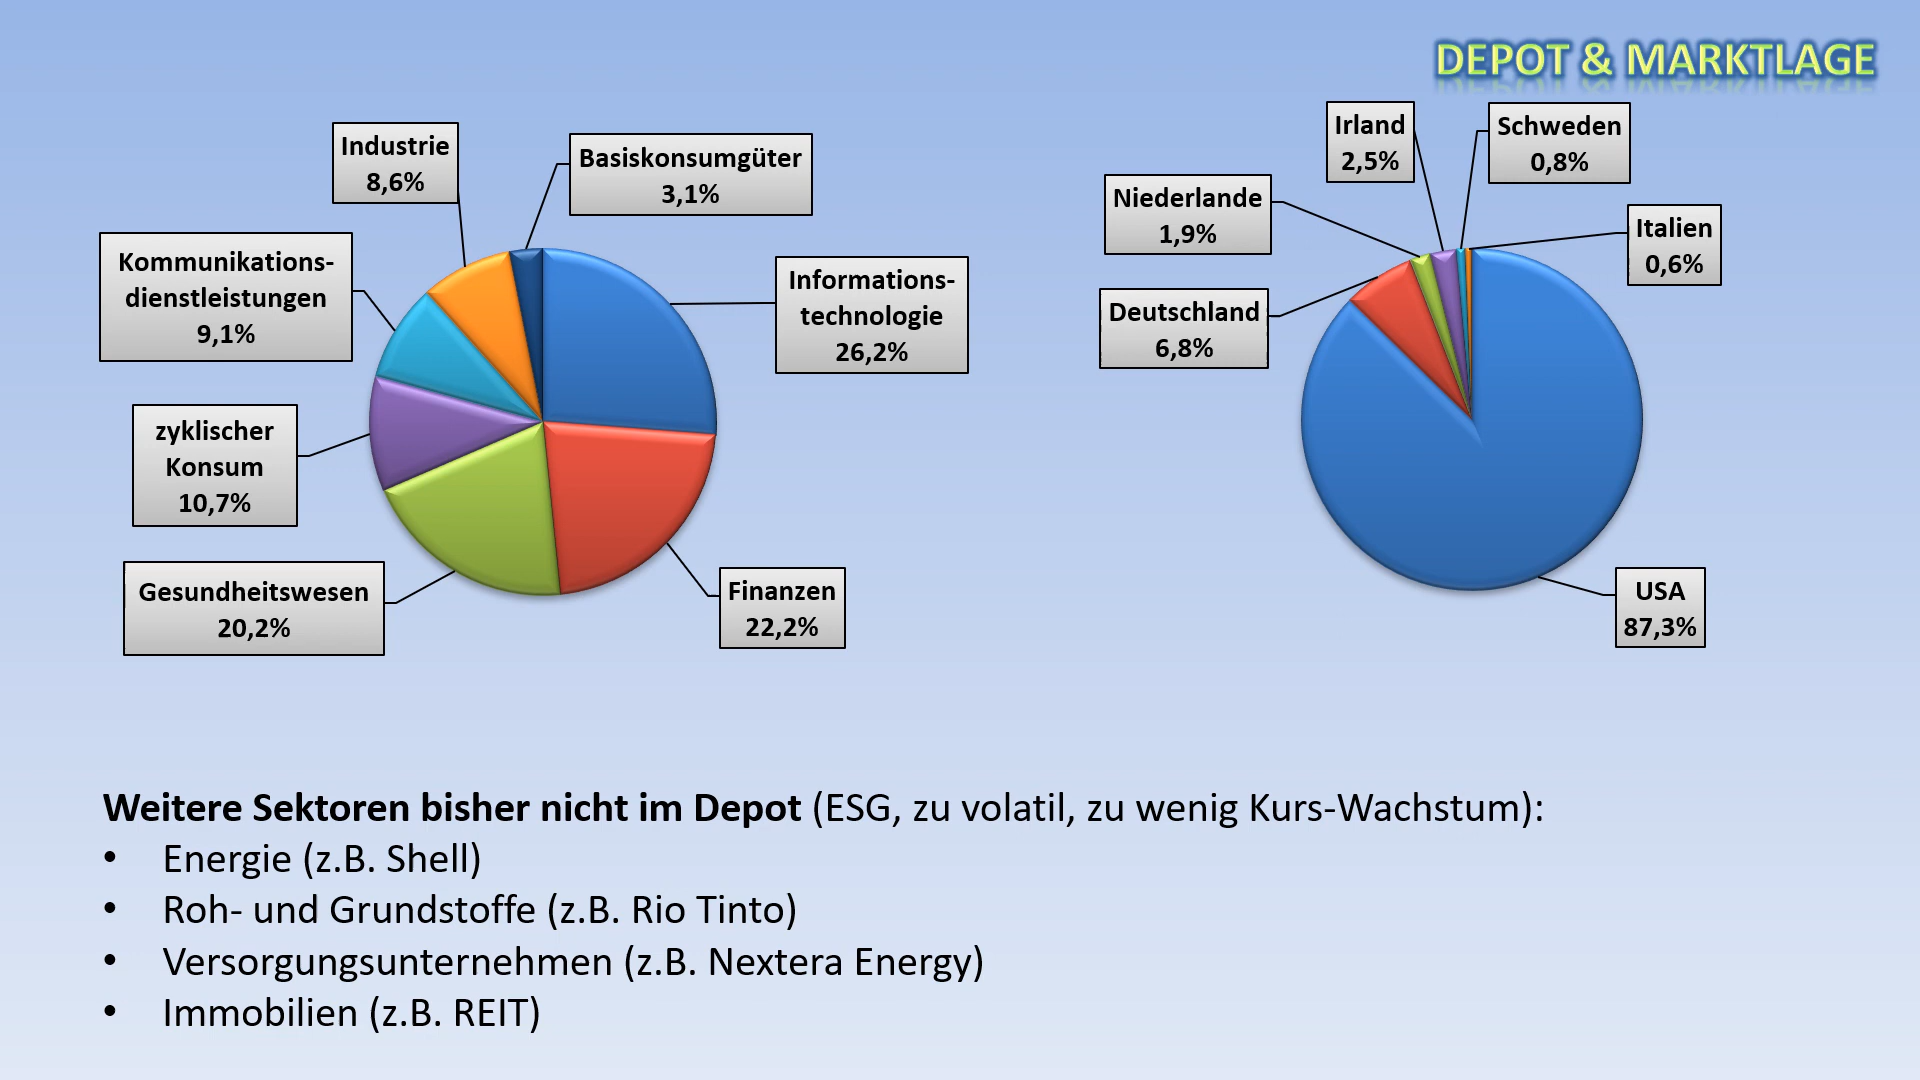 DEPOT & MARKTLAGE
Industrie
8,6%
Basiskonsumgüter
3,1%
Kommunikations-
dienstleistungen
9,1%
Informations-
technologie
26,2%
zyklischer
Konsum
10,7%
Gesundheitswesen
20,2%
Finanzen
22,2%
Irland
2,5%
Schweden
0,8%
Niederlande
1,9%
Italien
0,6%
Deutschland
6,8%
USA
87,3%
Weitere Sektoren bisher nicht im Depot (ESG, zu volatil, zu wenig Kurs-Wachstum):
• Energie (z.B. Shell)
• Roh- und Grundstoffe (z.B. Rio Tinto)
• Versorgungsunternehmen (z.B. Nextera Energy)
• Immobilien (z.B. REIT)